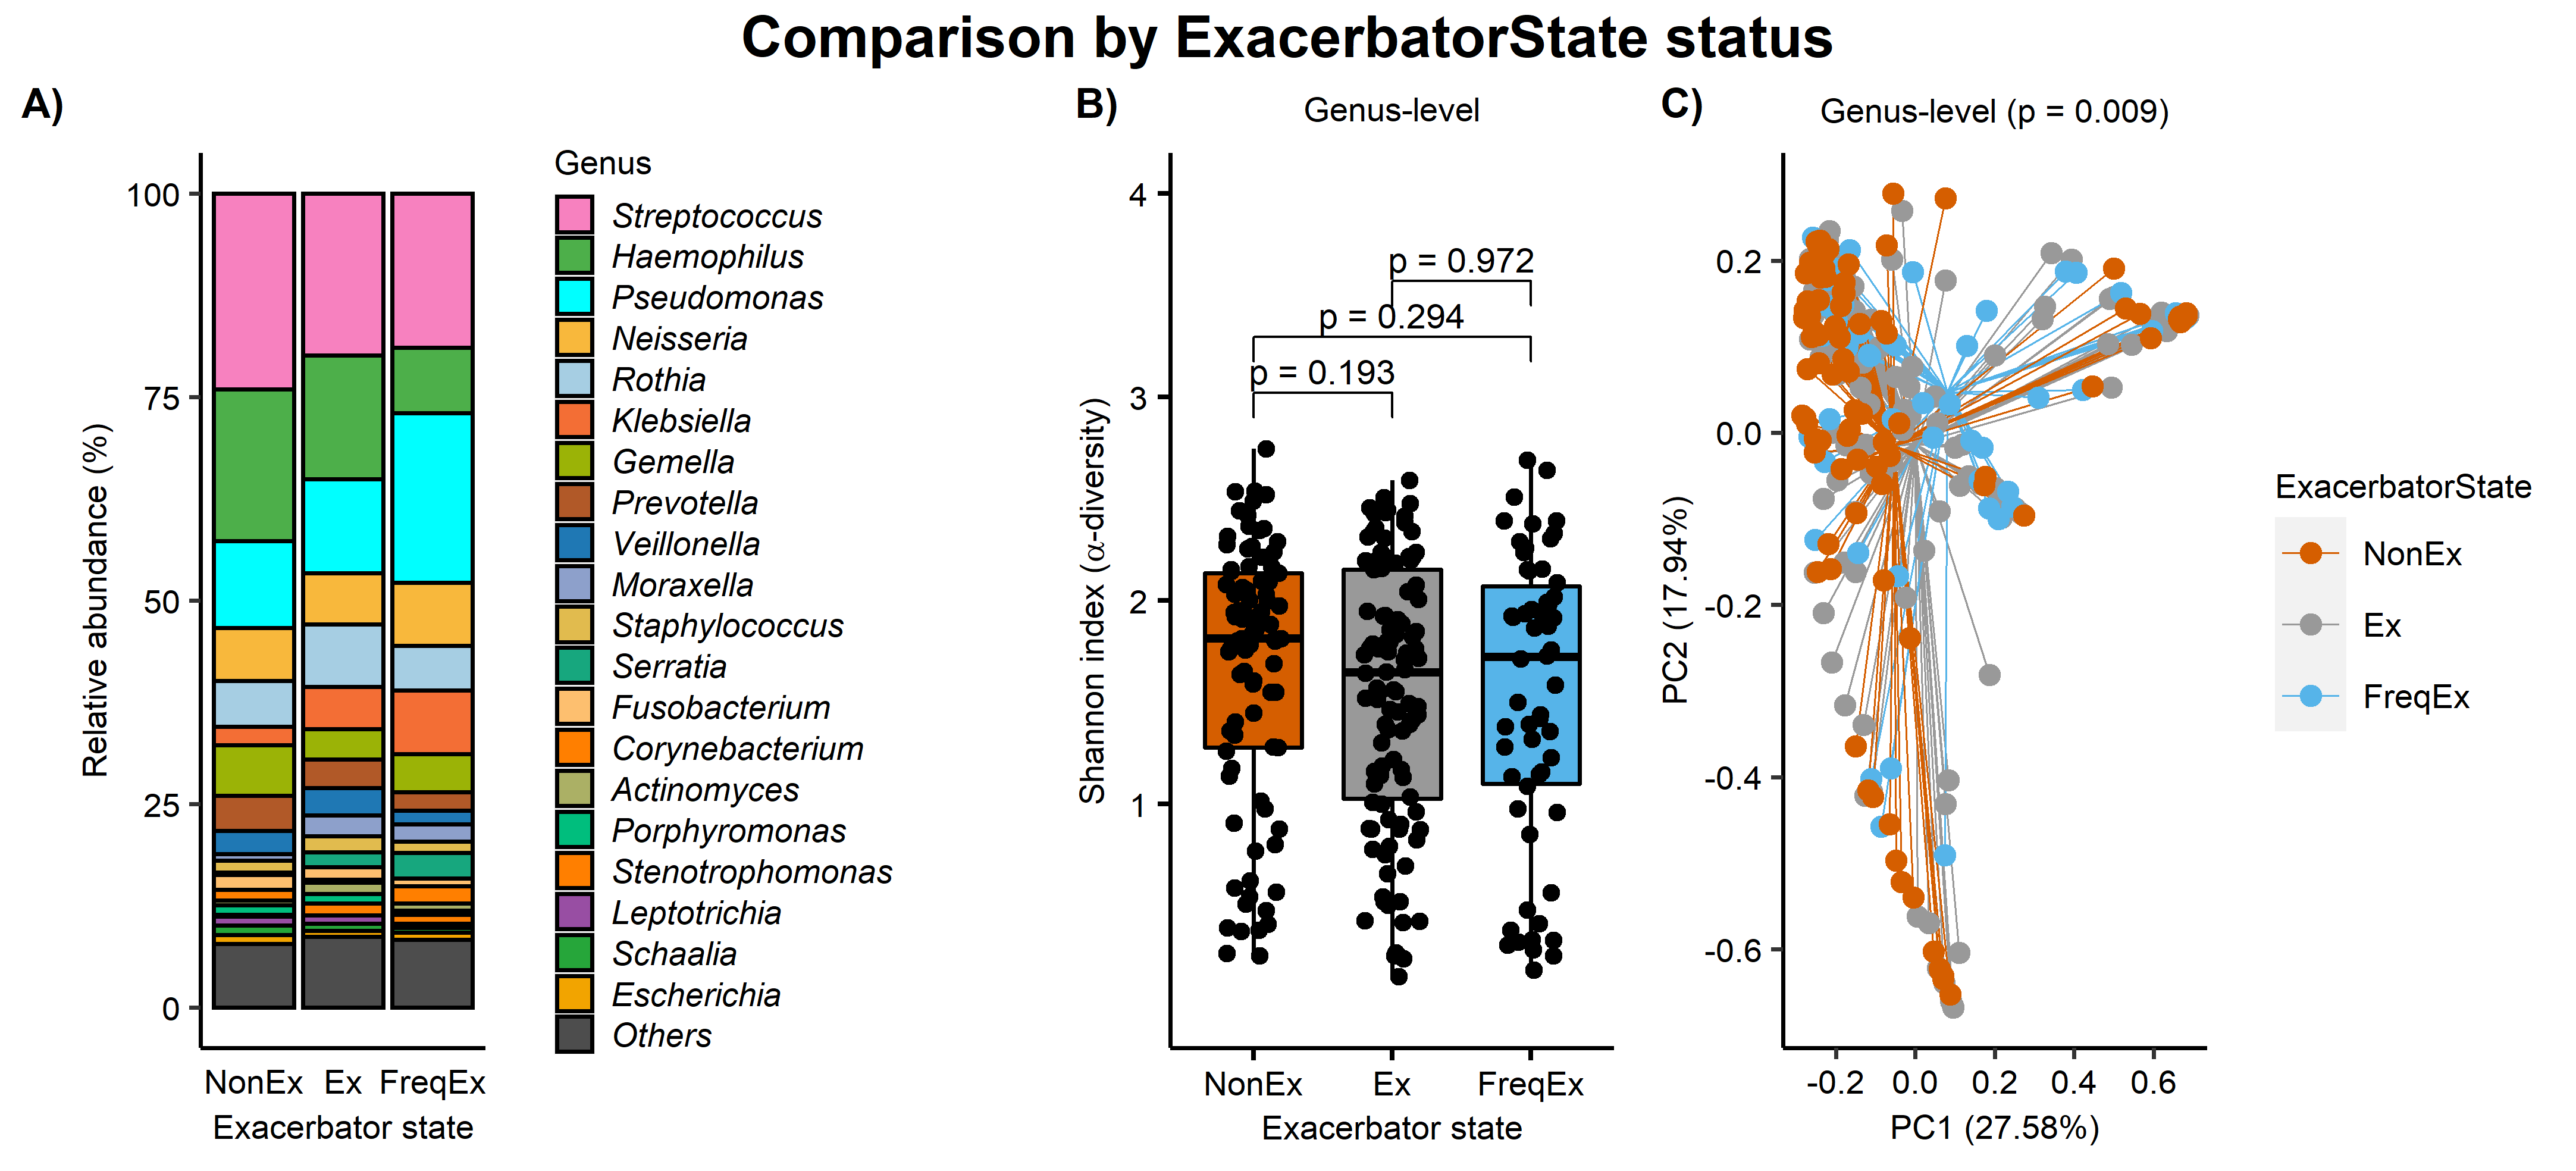 Comparison by ExacerbatorState status
A)
100
75
50
25
0
Relative abundance (%)
NonEx Ex FreqEx
Exacerbator state
Genus
Streptococcus
Haemophilus
Pseudomonas
Neisseria
Rothia
Klebsiella
Gemella
Prevotella
Veillonella
Moraxella
Staphylococcus
Serratia
Fusobacterium
Corynebacterium
Actinomyces
Porphyromonas
Stenotrophomonas
Leptotrichia
Schaalia
Escherichia
Others
B)
Genus-level
4
3
2
1
Shannon index (α-diversity)
p = 0.972
p = 0.294
p = 0.193
NonEx Ex FreqEx
Exacerbator state
C)
Genus-level (p = 0.009)
0.2
0.0
-0.2
-0.4
-0.6
PC2 (17.94%)
-0.2 0.0 0.2 0.4 0.6
PC1 (27.58%)
ExacerbatorState
NonEx
Ex
FreqEx